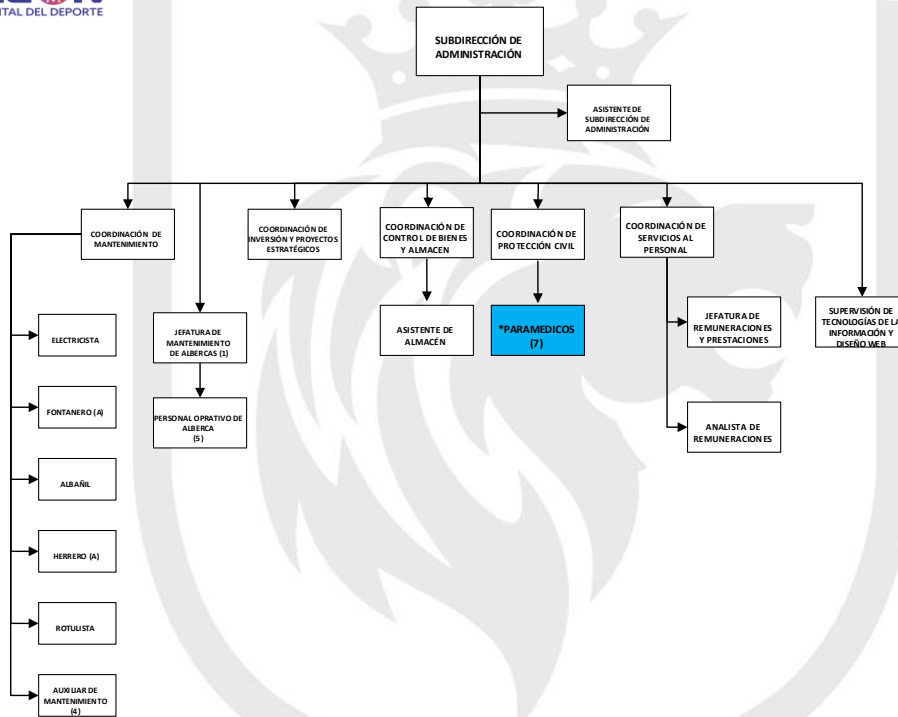 CAPITAL DEL DEPORTE
SUBDIRECCIÓN DE
ADMINISTRACIÓN
ASISTENTE DE
SUBDIRECCIÓN DE
ADMINISTRACIÓN
COORDINACIÓN DE
MANTENIMIENTO
COORDINACIÓN DE
INVERSIÓN Y PROYECTOS
ESTRATÉGICOS
COORDINACIÓN DE
CONTROL DE BIENES
Y ALMACEN
COORDINACIÓN DE
PROTECCIÓN CIVIL
COORDINACIÓN DE
SERVICIOS AL
PERSONAL
ELECTRICISTA
JEFATURA DE
MANTENIMIENTO
DE ALBERCAS (1)
ASISTENTE DE
ALMACÉN
*PARAMEDICOS
(7)
JEFATURA DE
REMUNERACIONES
Y PRESTACIONES
SUPERVISIÓN DE
TECNOLOGÍAS DE LA
INFORMACIÓN Y
DISEÑO WEB
FONTANERO (A)
PERSONAL OPRATIVO DE
ALBERCA
(5)
ANALISTA DE
REMUNERACIONES
ALBAÑIL
HERRERO (A)
ROTULISTA
AUXILIAR DE
MANTENIMIENTO
(4)